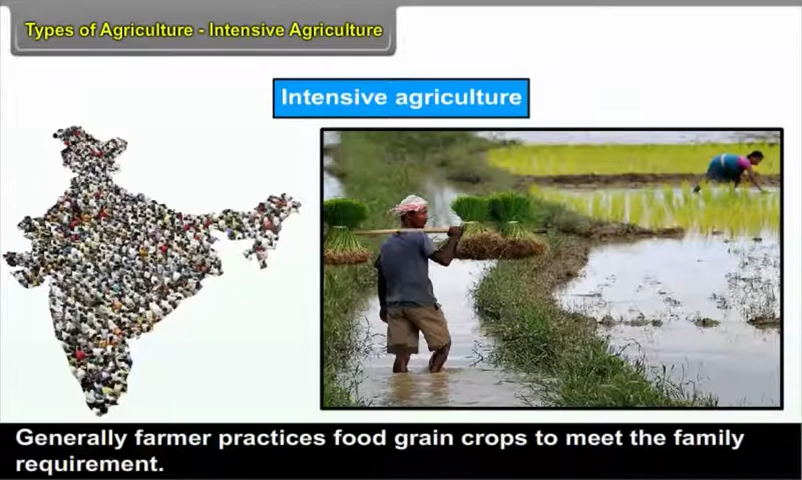 Types of Agriculture - Intensive Agriculture
Intensive agriculture
Generally farmer practices food grain crops to meet the family
requirement.